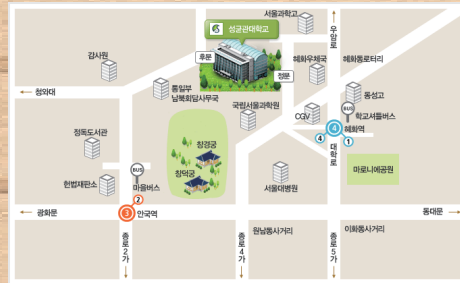 서울과학고
성균관대학교
우암로
후문
감사원
혜화우체국
혜화동로터리
정문
통일부
남북회담사무국
청와대
동성고
국립서울과학원
CGV
BUS
학교셔틀버스
4
혜화역
4
1
정독도서관
창경궁
대학로
BUS
헌법재판소
마을버스
창덕궁
서울대병원
마로니에공원
2
광화문
3
안국역
동대문
종로2가
종로4가
원남동사거리
종로5가
이화동사거리